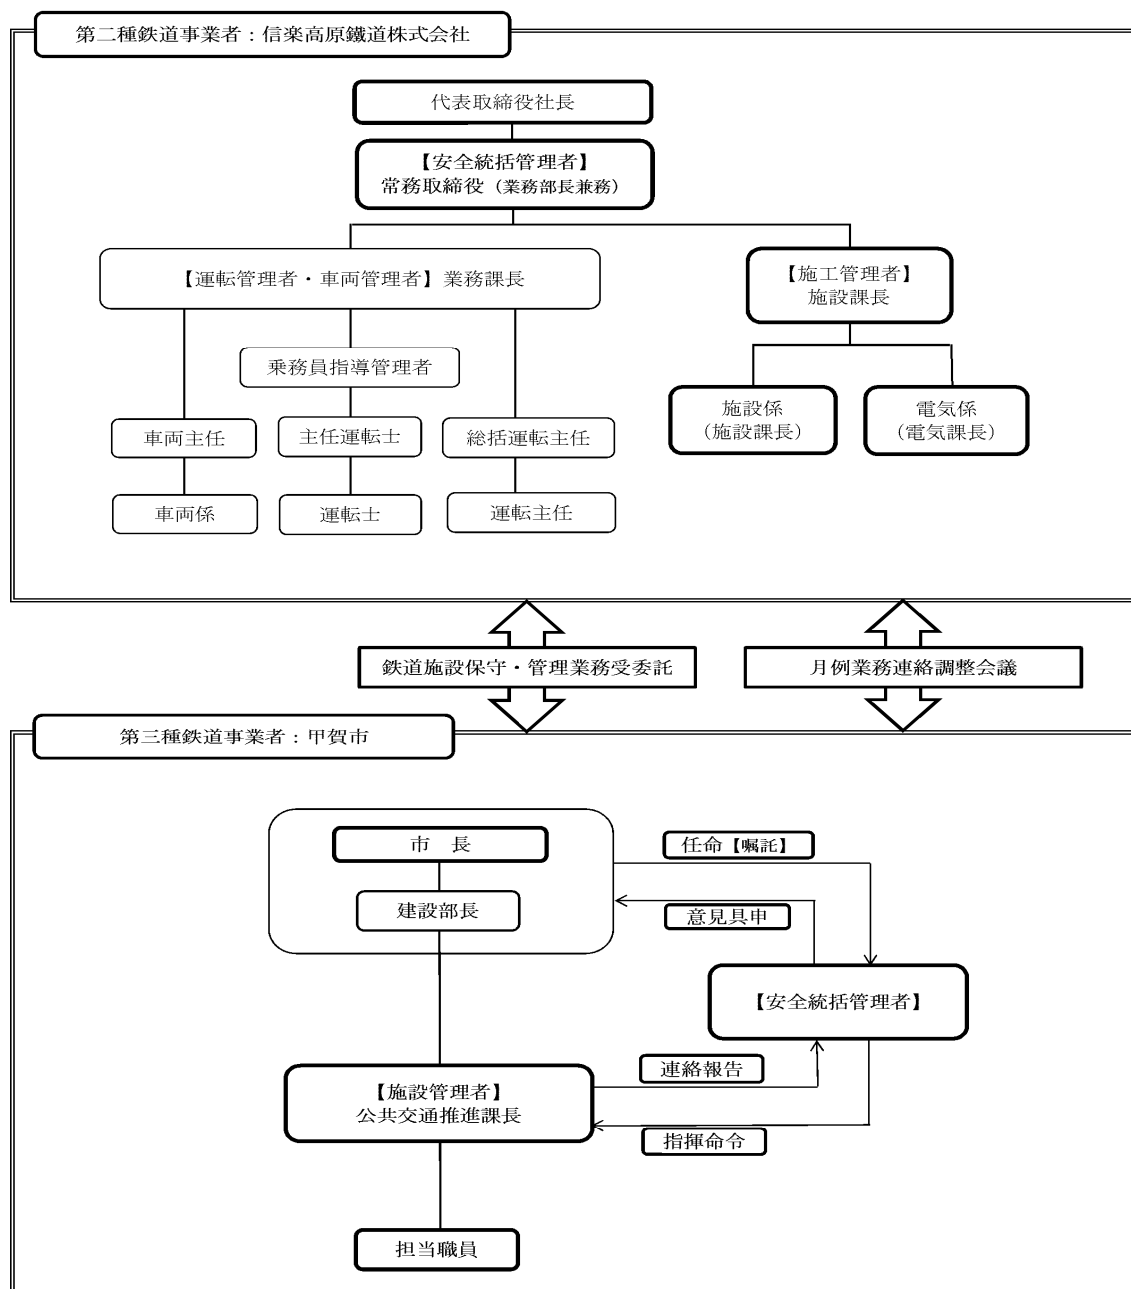 第二種鉄道事業者：信楽高原鐵道株式会社
代表取締役社長
【安全統括管理者】
常務取締役（業務部長兼務）
【運転管理者・車両管理者】業務課長
【施工管理者】
施設課長
乗務員指導管理者
施設係
（施設課長）
電気係
（電気課長）
車両主任
主任運転士
総括運転主任
車両係
運転士
運転主任
鉄道施設保守・管理業務受委託
月例業務連絡調整会議
第三種鉄道事業者：甲賀市
市　長
任命【嘱託】
建設部長
意見具申
【安全統括管理者】
連絡報告
【施設管理者】
公共交通推進課長
指揮命令
担当職員